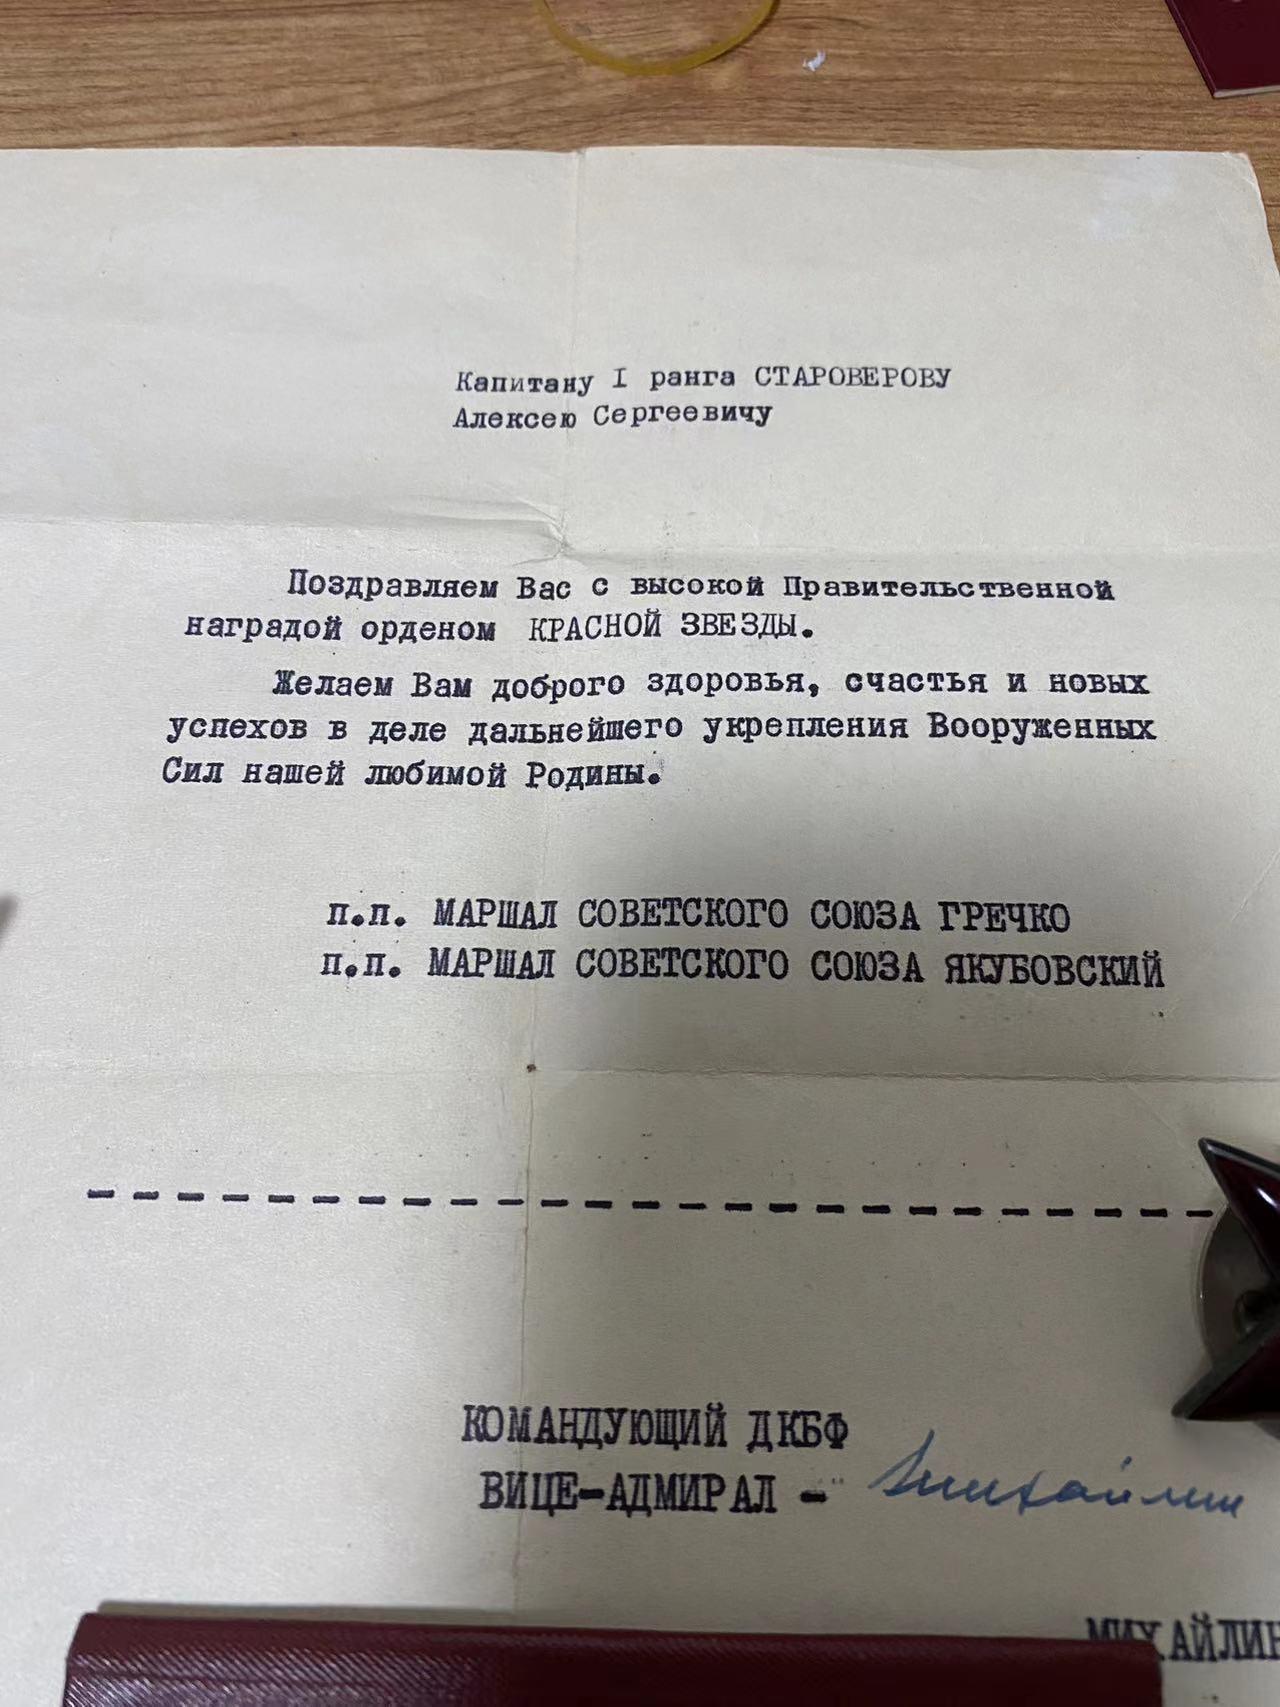 Капитану I ранга СТАРОВЕРОВУ
Алексею Сергеевичу
Поздравляем Вас с высокой Правительственной
наградой орденом КРАСНОЙ ЗВЕЗДЫ.
Желаем Вам доброго здоровья, счастья и новых
успехов в деле дальнейшего укрепления Вооруженных
Сил нашей любимой Родины.
п.п. МАРШАЛ СОВЕТСКОГО СОЮЗА ГРЕЧКО
п.п. МАРШАЛ СОВЕТСКОГО СОЮЗА ЯКУБОВСКИЙ
КОМАНДУЮЩИЙ ДКБФ
ВИЦЕ-АДМИРАЛ - Михайлин
МИХАЙЛИН